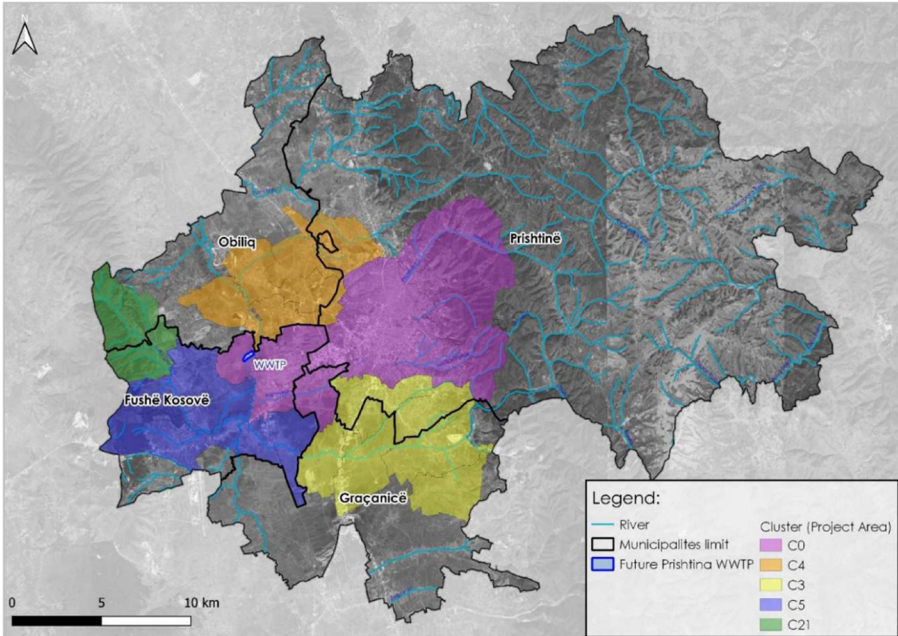 Obiliq
Prishtinë
WWTP
Fushë Kosovë
Graçanicë
Legend:
River
Municipalites limit
Future Prishtina WWTP
Cluster (Project Area)
C0
C4
C3
C5
C21
0 5 10 km